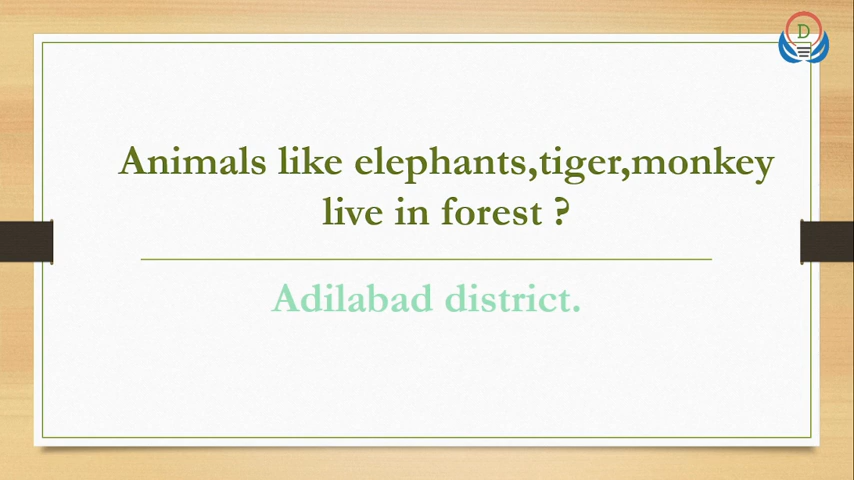 D
Animals like elephants,tiger,monkey
live in forest ?
Adilabad district.